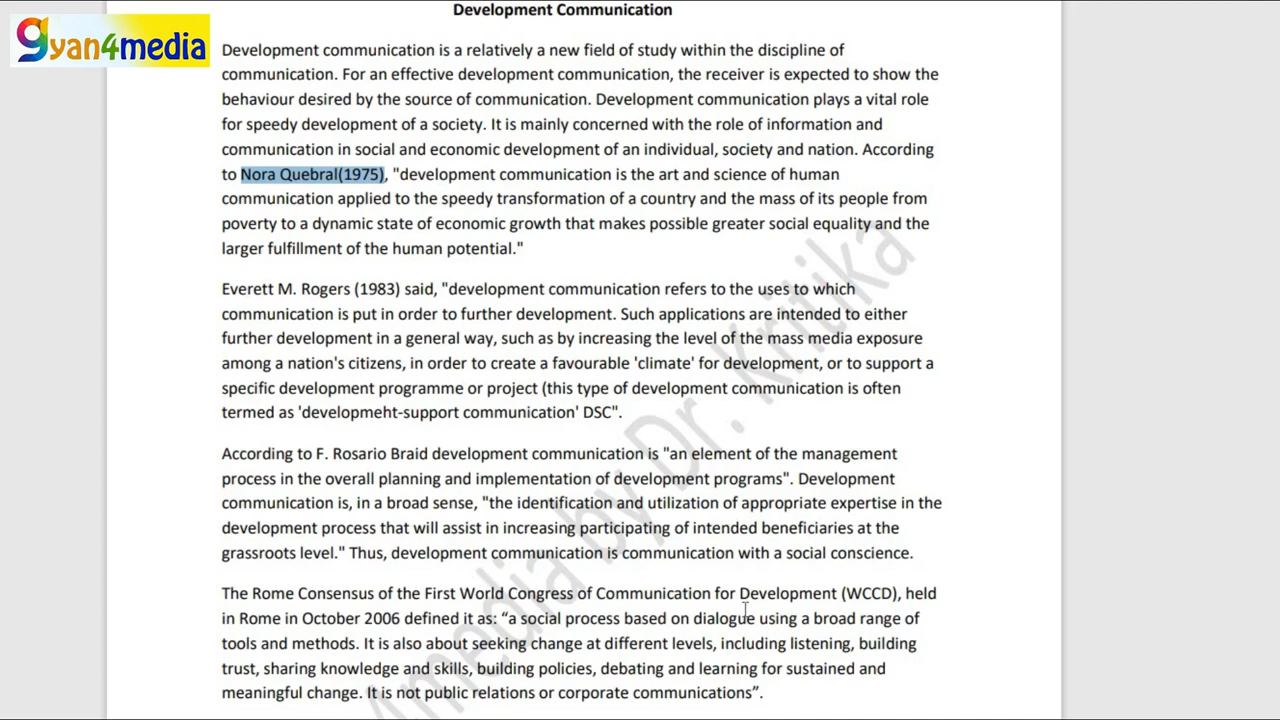 gyan4media
Development Communication
Development communication is a relatively a new field of study within the discipline of
communication. For an effective development communication, the receiver is expected to show the
behaviour desired by the source of communication. Development communication plays a vital role
for speedy development of a society. It is mainly concerned with the role of information and
communication in social and economic development of an individual, society and nation. According
to Nora Quebral(1975), "development communication is the art and science of human
communication applied to the speedy transformation of a country and the mass of its people from
poverty to a dynamic state of economic growth that makes possible greater social equality and the
larger fulfillment of the human potential."
Everett M. Rogers (1983) said, "development communication refers to the uses to which
communication is put in order to further development. Such applications are intended to either
further development in a general way, such as by increasing the level of the mass media exposure
among a nation's citizens, in order to create a favourable 'climate' for development, or to support a
specific development programme or project (this type of development communication is often
termed as 'developmeht-support communication' DSC".
According to F. Rosario Braid development communication is "an element of the management
process in the overall planning and implementation of development programs". Development
communication is, in a broad sense, "the identification and utilization of appropriate expertise in the
development process that will assist in increasing participating of intended beneficiaries at the
grassroots level." Thus, development communication is communication with a social conscience.
The Rome Consensus of the First World Congress of Communication for Development (WCCD), held
in Rome in October 2006 defined it as: “a social process based on dialogue using a broad range of
tools and methods. It is also about seeking change at different levels, including listening, building
trust, sharing knowledge and skills, building policies, debating and learning for sustained and
meaningful change. It is not public relations or corporate communications”.
4media by Dr. Kritika